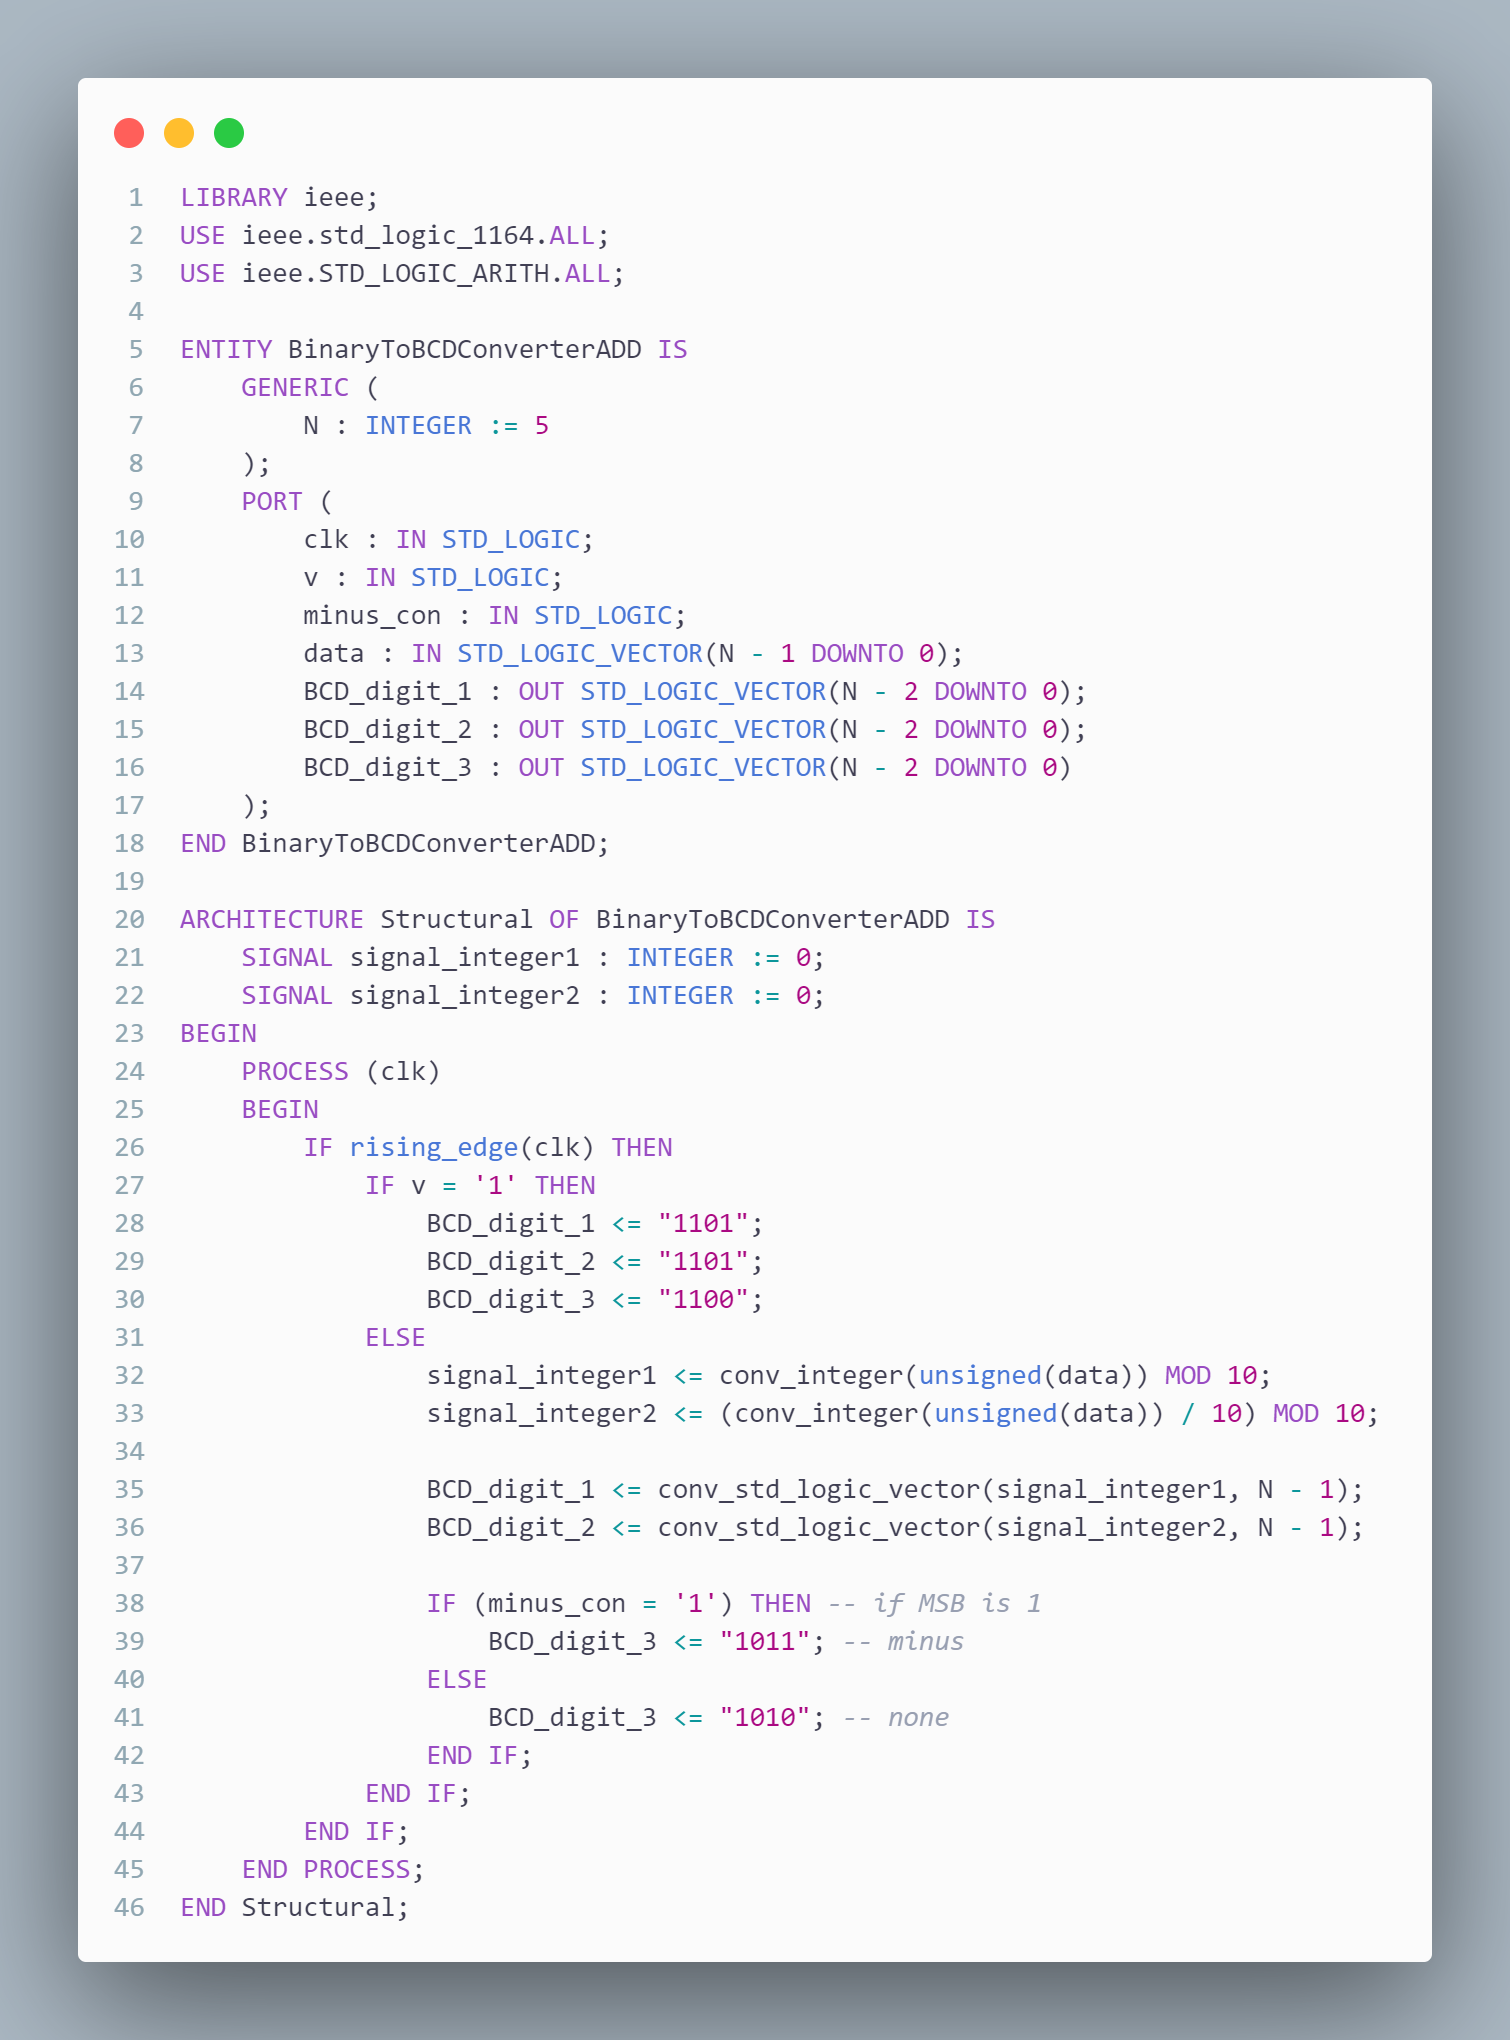 1 LIBRARY ieee;
2 USE ieee.std_logic_1164.ALL;
3 USE ieee.STD_LOGIC_ARITH.ALL;
4
5 ENTITY BinaryToBCDConverterADD IS
6     GENERIC (
7         N : INTEGER := 5
8     );
9     PORT (
10         clk : IN STD_LOGIC;
11         v : IN STD_LOGIC;
12         minus_con : IN STD_LOGIC;
13         data : IN STD_LOGIC_VECTOR(N - 1 DOWNTO 0);
14         BCD_digit_1 : OUT STD_LOGIC_VECTOR(N - 2 DOWNTO 0);
15         BCD_digit_2 : OUT STD_LOGIC_VECTOR(N - 2 DOWNTO 0);
16         BCD_digit_3 : OUT STD_LOGIC_VECTOR(N - 2 DOWNTO 0)
17     );
18 END BinaryToBCDConverterADD;
19
20 ARCHITECTURE Structural OF BinaryToBCDConverterADD IS
21     SIGNAL signal_integer1 : INTEGER := 0;
22     SIGNAL signal_integer2 : INTEGER := 0;
23 BEGIN
24     PROCESS (clk)
25     BEGIN
26         IF rising_edge(clk) THEN
27             IF v = '1' THEN
28                 BCD_digit_1 <= "1101";
29                 BCD_digit_2 <= "1101";
30                 BCD_digit_3 <= "1100";
31             ELSE
32                 signal_integer1 <= conv_integer(unsigned(data)) MOD 10;
33                 signal_integer2 <= (conv_integer(unsigned(data)) / 10) MOD 10;
34
35                 BCD_digit_1 <= conv_std_logic_vector(signal_integer1, N - 1);
36                 BCD_digit_2 <= conv_std_logic_vector(signal_integer2, N - 1);
37
38                 IF (minus_con = '1') THEN -- if MSB is 1
39                     BCD_digit_3 <= "1011"; -- minus
40                 ELSE
41                     BCD_digit_3 <= "1010"; -- none
42                 END IF;
43             END IF;
44         END IF;
45     END PROCESS;
46 END Structural;